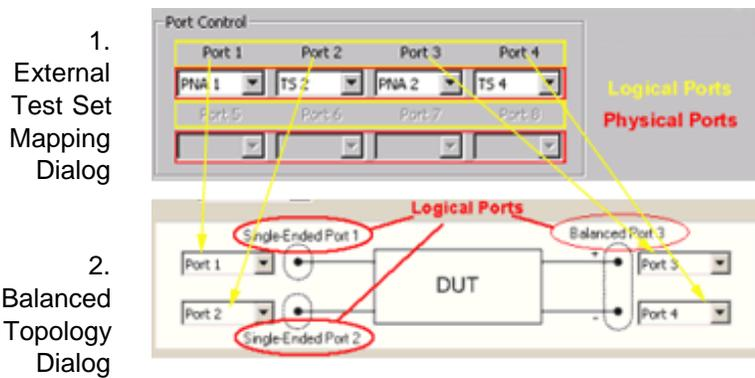 1.
External
Test Set
Mapping
Dialog
Port Control
Port 1 Port 2 Port 3 Port 4
PNA 1 TS 2 PNA 2 TS 4
Port 5 Port 6 Port 7 Port 8
Logical Ports
Physical Ports
2.
Balanced
Topology
Dialog
Logical Ports
Single-Ended Port 1 Balanced Port 3
Port 1 + Port 3
DUT
Port 2 - Port 4
Single-Ended Port 2